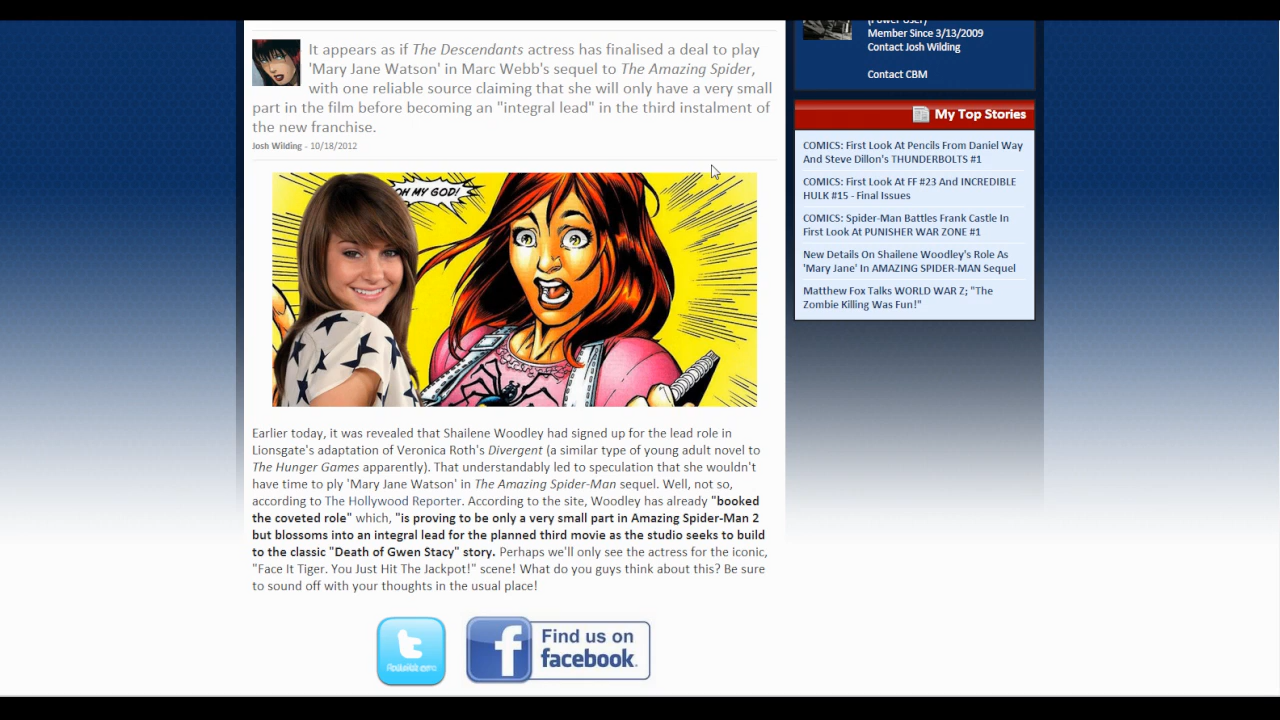 It appears as if The Descendants actress has finalised a deal to play
'Mary Jane Watson' in Marc Webb's sequel to The Amazing Spider,
with one reliable source claiming that she will only have a very small
part in the film before becoming an "integral lead" in the third instalment of
the new franchise.
Josh Wilding - 10/18/2012
OH MY GOD!
Earlier today, it was revealed that Shailene Woodley had signed up for the lead role in
Lionsgate's adaptation of Veronica Roth's Divergent (a similar type of young adult novel to
The Hunger Games apparently). That understandably led to speculation that she wouldn't
have time to ply 'Mary Jane Watson' in The Amazing Spider-Man sequel. Well, not so,
according to The Hollywood Reporter. According to the site, Woodley has already "booked
the coveted role" which, "is proving to be only a very small part in Amazing Spider-Man 2
but blossoms into an integral lead for the planned third movie as the studio seeks to build
to the classic "Death of Gwen Stacy" story. Perhaps we'll only see the actress for the iconic,
"Face It Tiger. You Just Hit The Jackpot!" scene! What do you guys think about this? Be sure
to sound off with your thoughts in the usual place!
t
f Find us on
facebook.
(Power User)
Member Since 3/13/2009
Contact Josh Wilding
Contact CBM
My Top Stories
COMICS: First Look At Pencils From Daniel Way
And Steve Dillon's THUNDERBOLTS #1
COMICS: First Look At FF #23 And INCREDIBLE
HULK #15 - Final Issues
COMICS: Spider-Man Battles Frank Castle In
First Look At PUNISHER WAR ZONE #1
New Details On Shailene Woodley's Role As
'Mary Jane' In AMAZING SPIDER-MAN Sequel
Matthew Fox Talks WORLD WAR Z; "The
Zombie Killing Was Fun!"